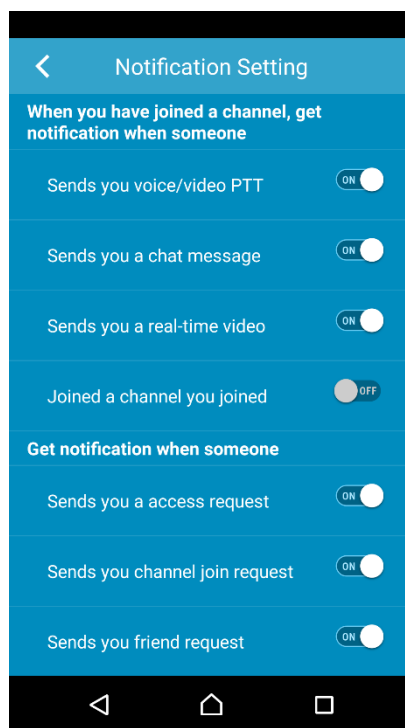 Notification Setting
When you have joined a channel, get
notification when someone
Sends you voice/video PTT
ON
Sends you a chat message
ON
Sends you a real-time video
ON
Joined a channel you joined
OFF
Get notification when someone
Sends you a access request
ON
Sends you channel join request
ON
Sends you friend request
ON